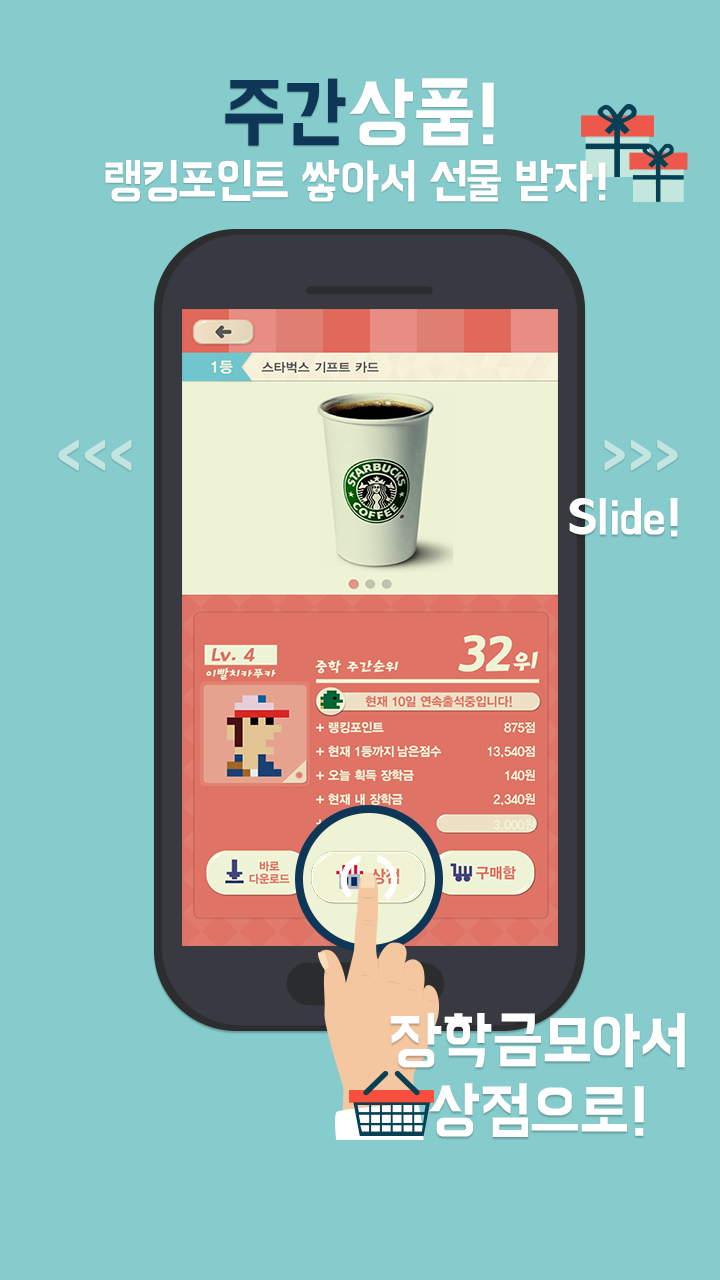 주간상품!
랭킹포인트 쌓아서 선물 받자!
1등
스타벅스 기프트 카드
STARBUCKS
COFFEE
<<<
>>>
Slide!
Lv. 4
이빨치카푸카
중학 주간순위
32위
현재 10일 연속출석중입니다!
+ 랭킹포인트 875점
+ 현재 1등까지 남은점수 13,540점
+ 오늘 획득 장학금 140원
+ 현재 내 장학금 2,340원
3,000원
바로
다운로드
상점
구매함
장학금모아서
상점으로!